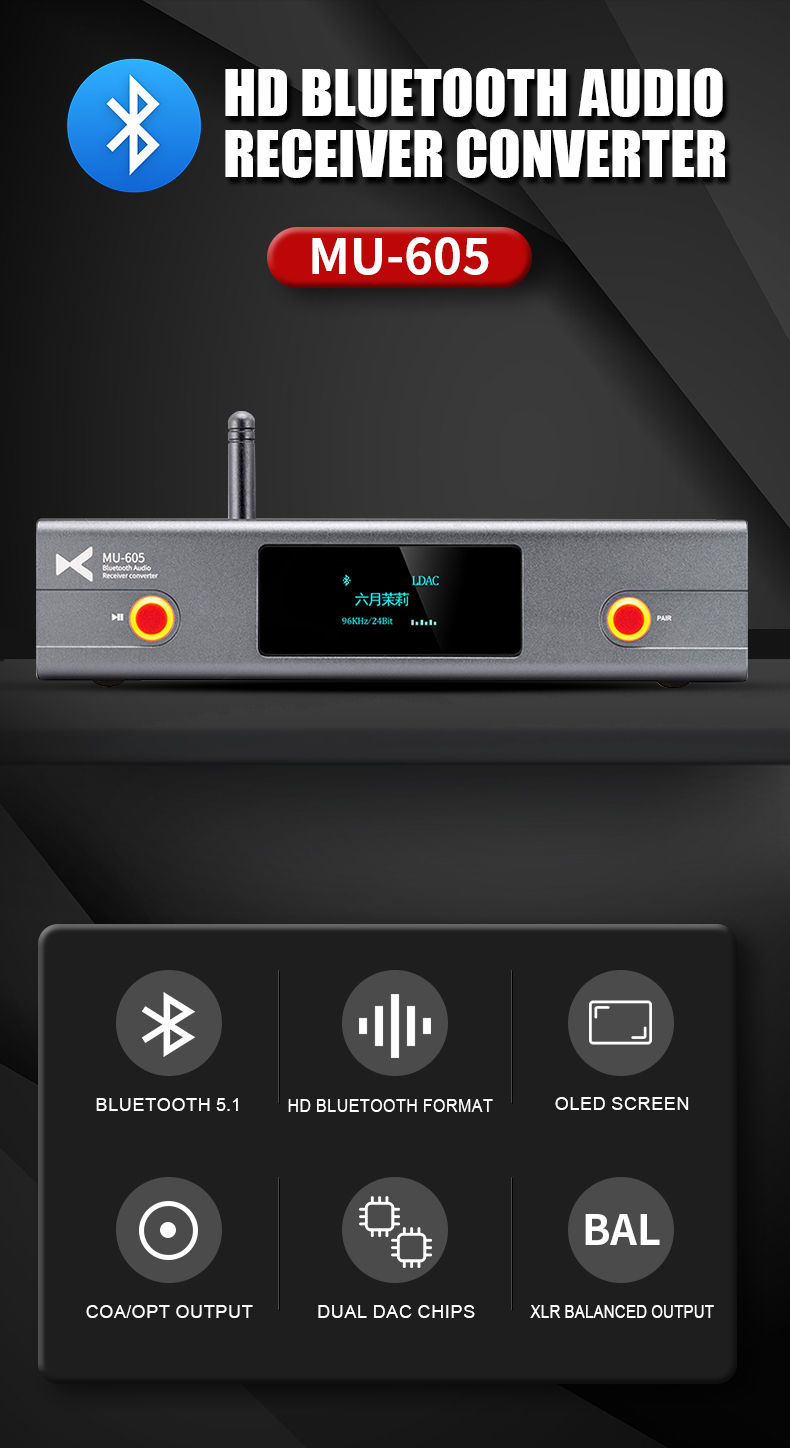 HD BLUETOOTH AUDIO
RECEIVER CONVERTER
MU-605
MU-605
Bluetooth Audio
Receiver converter
LDAC
六月茉莉
96KHz/24Bit
PAIR
BLUETOOTH 5.1
HD BLUETOOTH FORMAT
OLED SCREEN
BAL
COA/OPT OUTPUT
DUAL DAC CHIPS
XLR BALANCED OUTPUT